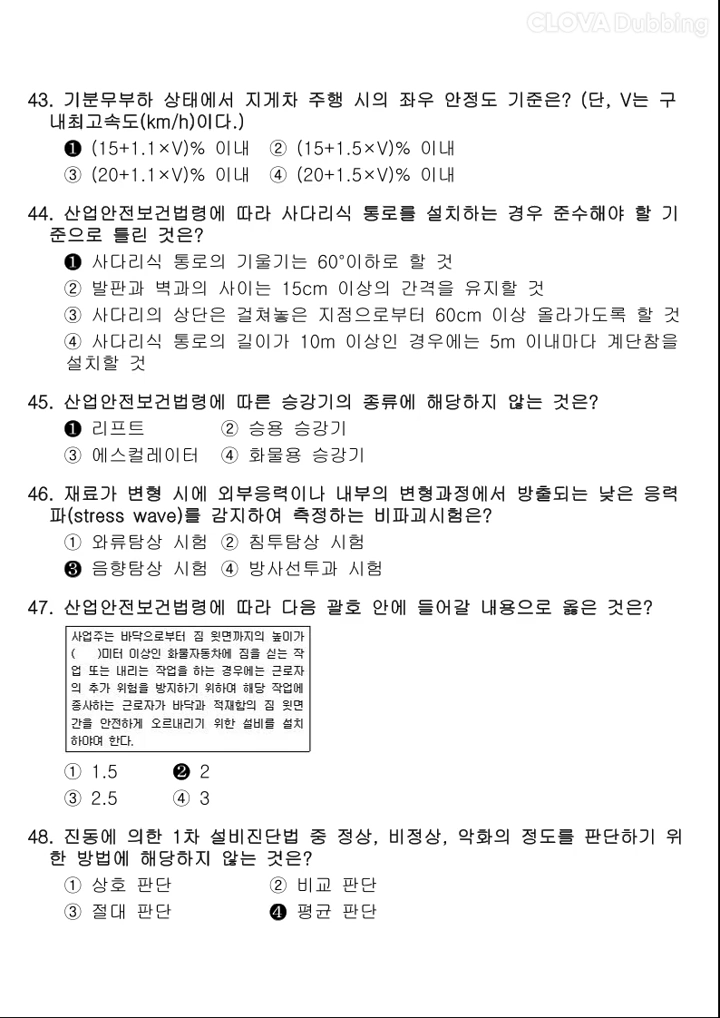 CLOVA Dubbing
43. 기분무부하 상태에서 지게차 주행 시의 좌우 안정도 기준은? (단, V는 구
내최고속도(km/h)이다.)
❶ (15+1.1×V)% 이내 ② (15+1.5×V)% 이내
③ (20+1.1×V)% 이내 ④ (20+1.5×V)% 이내
44. 산업안전보건법령에 따라 사다리식 통로를 설치하는 경우 준수해야 할 기
준으로 틀린 것은?
❶ 사다리식 통로의 기울기는 60°이하로 할 것
② 발판과 벽과의 사이는 15cm 이상의 간격을 유지할 것
③ 사다리의 상단은 걸쳐놓은 지점으로부터 60cm 이상 올라가도록 할 것
④ 사다리식 통로의 길이가 10m 이상인 경우에는 5m 이내마다 계단참을
설치할 것
45. 산업안전보건법령에 따른 승강기의 종류에 해당하지 않는 것은?
❶ 리프트 ② 승용 승강기
③ 에스컬레이터 ④ 화물용 승강기
46. 재료가 변형 시에 외부응력이나 내부의 변형과정에서 방출되는 낮은 응력
파(stress wave)를 감지하여 측정하는 비파괴시험은?
① 와류탐상 시험 ② 침투탐상 시험
❸ 음향탐상 시험 ④ 방사선투과 시험
47. 산업안전보건법령에 따라 다음 괄호 안에 들어갈 내용으로 옳은 것은?
사업주는 바닥으로부터 짐 윗면까지의 높이가
( )미터 이상인 화물자동차에 짐을 싣는 작
업 또는 내리는 작업을 하는 경우에는 근로자
의 추가 위험을 방지하기 위하여 해당 작업에
종사하는 근로자가 바닥과 적재함의 짐 윗면
간을 안전하게 오르내리기 위한 설비를 설치
하여야 한다.
① 1.5 ❷ 2
③ 2.5 ④ 3
48. 진동에 의한 1차 설비진단법 중 정상, 비정상, 악화의 정도를 판단하기 위
한 방법에 해당하지 않는 것은?
① 상호 판단 ② 비교 판단
③ 절대 판단 ❹ 평균 판단